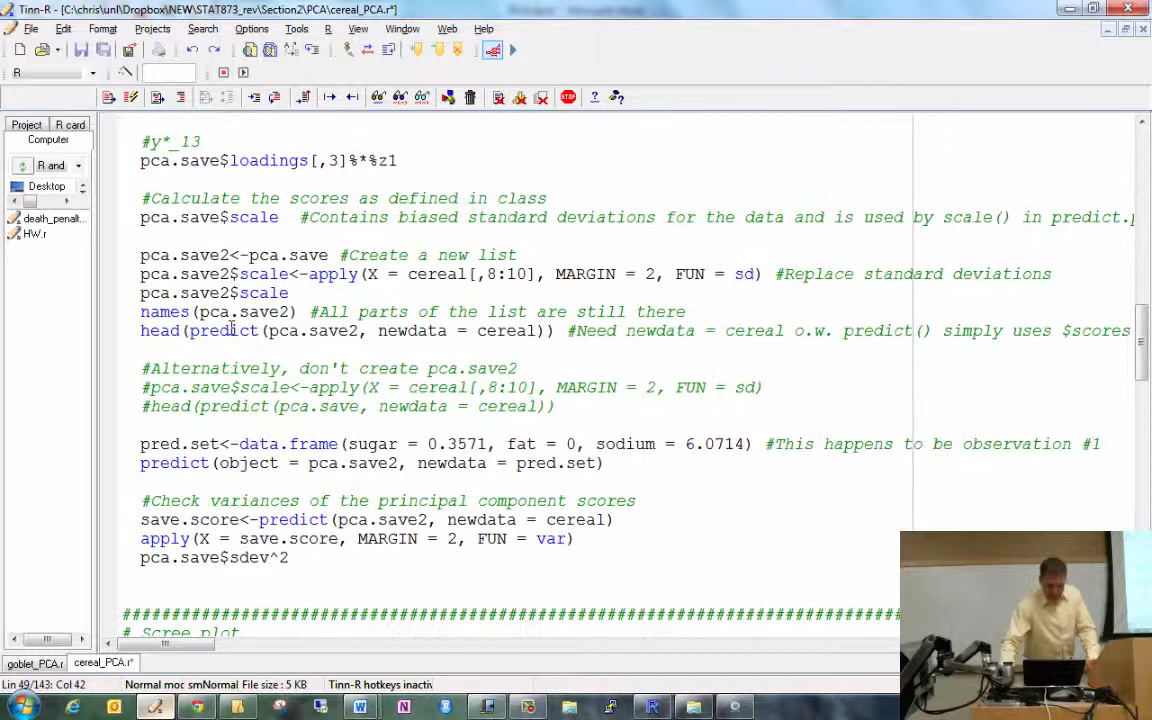 Tinn-R - [C:\chris\unl\Dropbox\NEW\STAT873_rev\Section2\PCA\cereal_PCA.r*]
File Edit Format Projects Search Options Tools R View Window Web Help
R
Project R card
Computer
R and
Desktop
death_penalt...
HW.r
#y*_13
pca.save$loadings[,3]%*%z1
#Calculate the scores as defined in class
pca.save$scale  #Contains biased standard deviations for the data and is used by scale() in predict.p
pca.save2<-pca.save #Create a new list
pca.save2$scale<-apply(X = cereal[,8:10], MARGIN = 2, FUN = sd) #Replace standard deviations
pca.save2$scale
names(pca.save2) #All parts of the list are still there
head(predict(pca.save2, newdata = cereal)) #Need newdata = cereal o.w. predict() simply uses $scores
#Alternatively, don't create pca.save2
#pca.save$scale<-apply(X = cereal[,8:10], MARGIN = 2, FUN = sd)
#head(predict(pca.save, newdata = cereal))
pred.set<-data.frame(sugar = 0.3571, fat = 0, sodium = 6.0714) #This happens to be observation #1
predict(object = pca.save2, newdata = pred.set)
#Check variances of the principal component scores
save.score<-predict(pca.save2, newdata = cereal)
apply(X = save.score, MARGIN = 2, FUN = var)
pca.save$sdev^2
# Scree plot
goblet_PCA.r cereal_PCA.r*
Lin 49/143: Col 42 Normal moc smNormal File size : 5 KB Tinn-R hotkeys inactiv